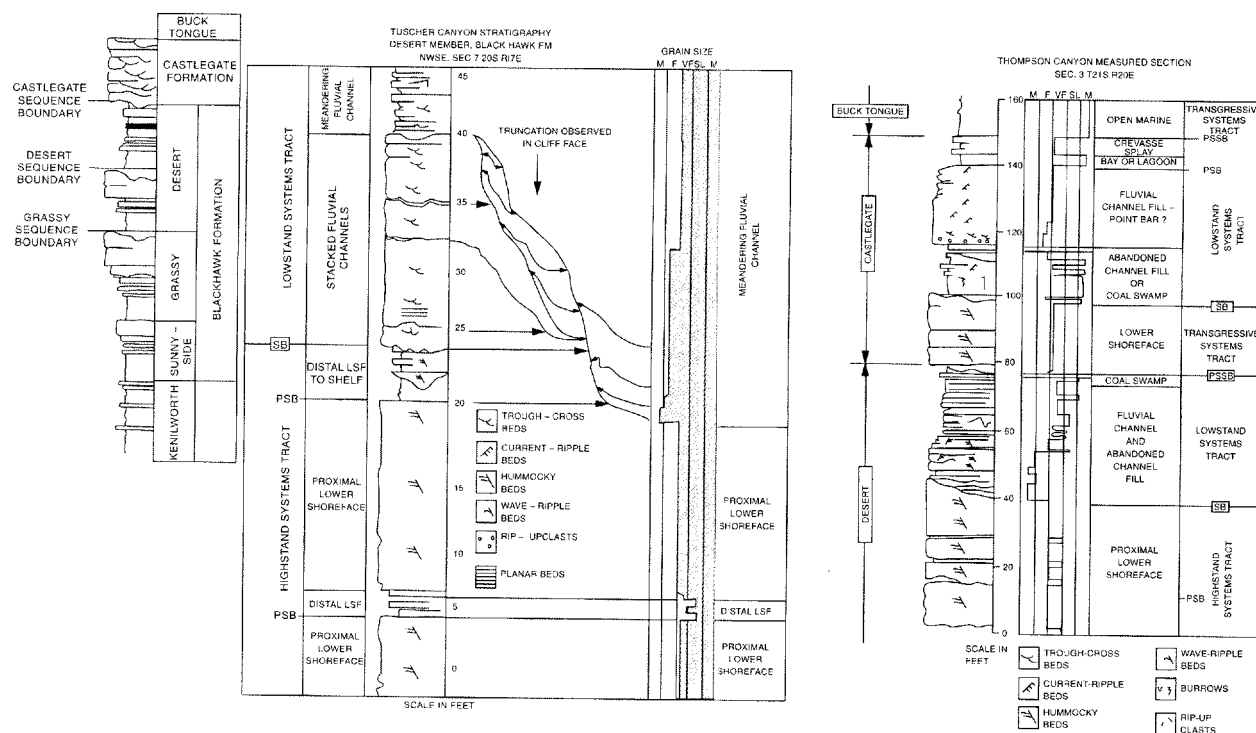 BUCK
TONGUE
CASTLEGATE
FORMATION
CASTLEGATE
SEQUENCE
BOUNDARY
DESERT
SEQUENCE
BOUNDARY
GRASSY
SEQUENCE
BOUNDARY
DESERT
GRASSY
SUNNY-
SIDE
KENILWORTH
BLACKHAWK FORMATION
TUSCHER CANYON STRATIGRAPHY
DESERT MEMBER, BLACK HAWK FM
NWSE, SEC 7 20S R17E
GRAIN SIZE
M F VFSL M
LOWSTAND SYSTEMS TRACT
HIGHSTAND SYSTEMS TRACT
SB
PSB
PSB
MEANDERING
FLUVIAL
CHANNEL
STACKED FLUVIAL
CHANNELS
DISTAL LSF
TO SHELF
PROXIMAL
LOWER
SHOREFACE
DISTAL LSF
PROXIMAL
LOWER
SHOREFACE
45
40
35
30
25
20
15
10
5
0
TRUNCATION OBSERVED
IN CLIFF FACE
TROUGH – CROSS
BEDS
CURRENT – RIPPLE
BEDS
HUMMOCKY
BEDS
WAVE – RIPPLE
BEDS
RIP – UPCLASTS
PLANAR BEDS
MEANDERING FLUVIAL
CHANNEL
PROXIMAL
LOWER
SHOREFACE
DISTAL LSF
PROXIMAL
LOWER
SHOREFACE
SCALE IN FEET
THOMPSON CANYON MEASURED SECTION
SEC. 3 T21S R20E
M F VF SL M
BUCK TONGUE
CASTLEGATE
DESERT
160
140
120
100
80
60
40
20
0
OPEN MARINE
CREVASSE
SPLAY
BAY OR LAGOON
FLUVIAL
CHANNEL FILL –
POINT BAR ?
ABANDONED
CHANNEL FILL
OR
COAL SWAMP
LOWER
SHOREFACE
COAL SWAMP
FLUVIAL
CHANNEL
AND
ABANDONED
CHANNEL
FILL
PROXIMAL
LOWER
SHOREFACE
TRANSGRESSIVE
SYSTEMS
TRACT
PSSB
PSB
LOWSTAND
SYSTEMS
TRACT
SB
TRANSGRESSIVE
SYSTEMS
TRACT
PSSB
LOWSTAND
SYSTEMS
TRACT
SB
PSB
HIGHSTAND
SYSTEMS TRACT
SCALE IN
FEET
TROUGH-CROSS
BEDS
CURRENT-RIPPLE
BEDS
HUMMOCKY
BEDS
WAVE-RIPPLE
BEDS
BURROWS
RIP-UP
CLASTS